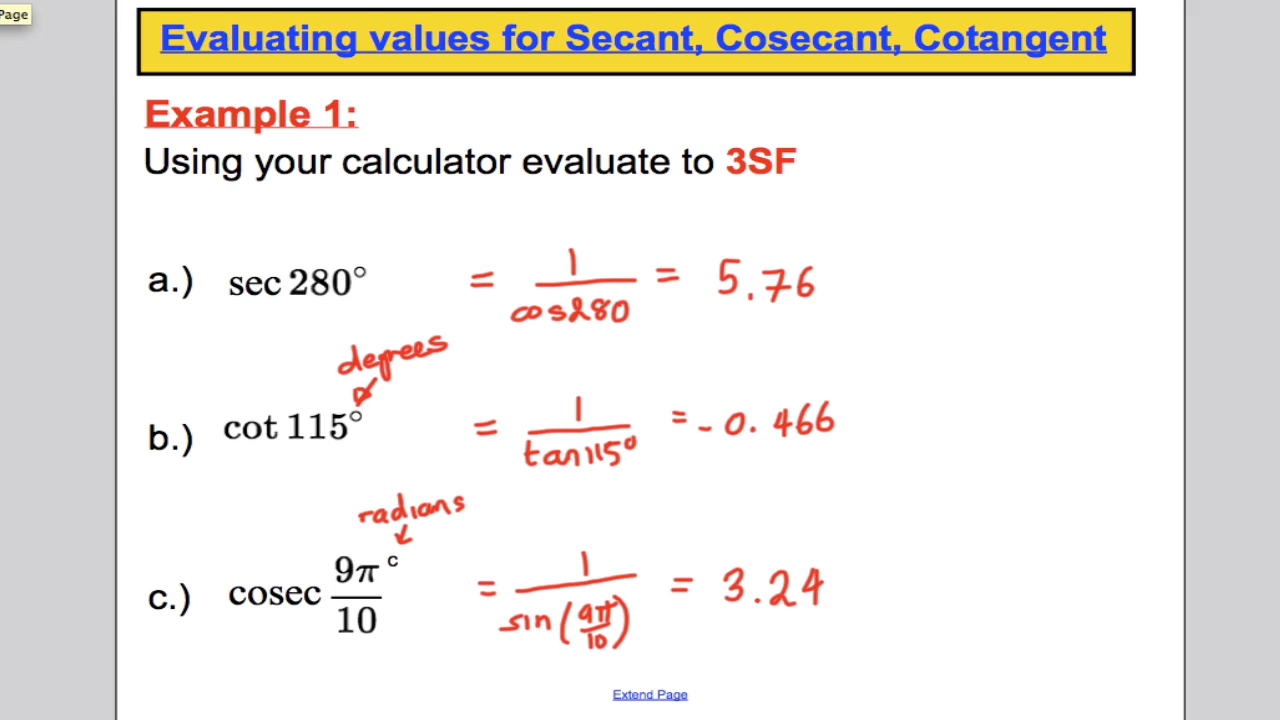 Page
Evaluating values for Secant, Cosecant, Cotangent
Example 1:
Using your calculator evaluate to 3SF
a.) sec 280° = 1/cos280 = 5.76
degrees
b.) cot 115° = 1/tan115° = -0.466
radians
c.) cosec 9π/10 ᶜ = 1/sin(9π/10) = 3.24
Extend Page